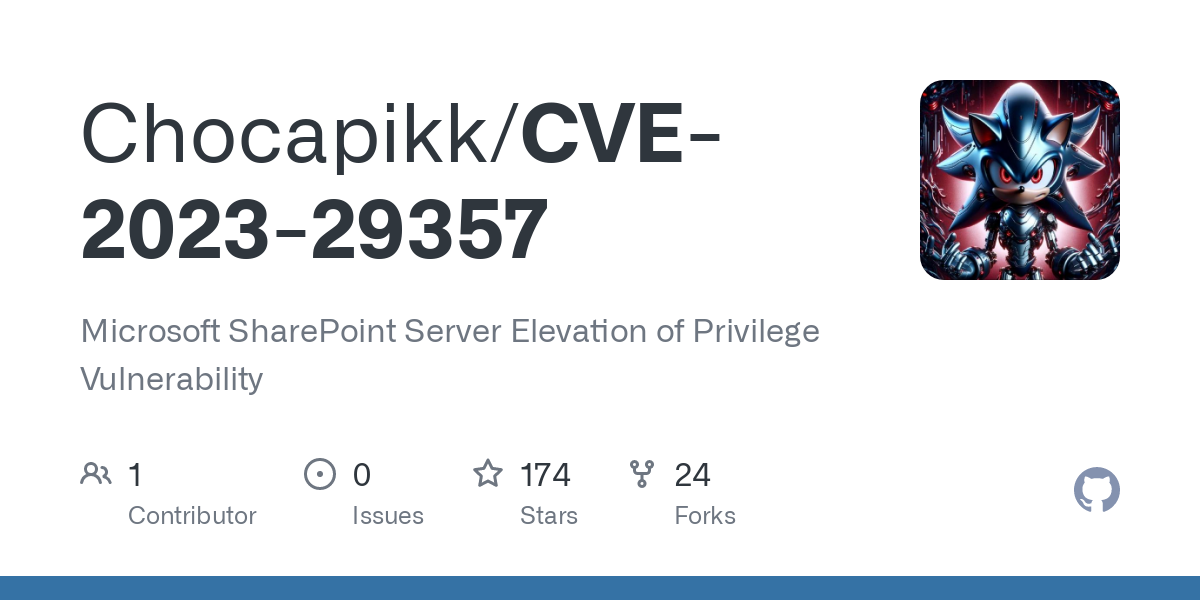 Chocapikk/CVE-
2023-29357
Microsoft SharePoint Server Elevation of Privilege
Vulnerability
1 0 174 24
Contributor Issues Stars Forks